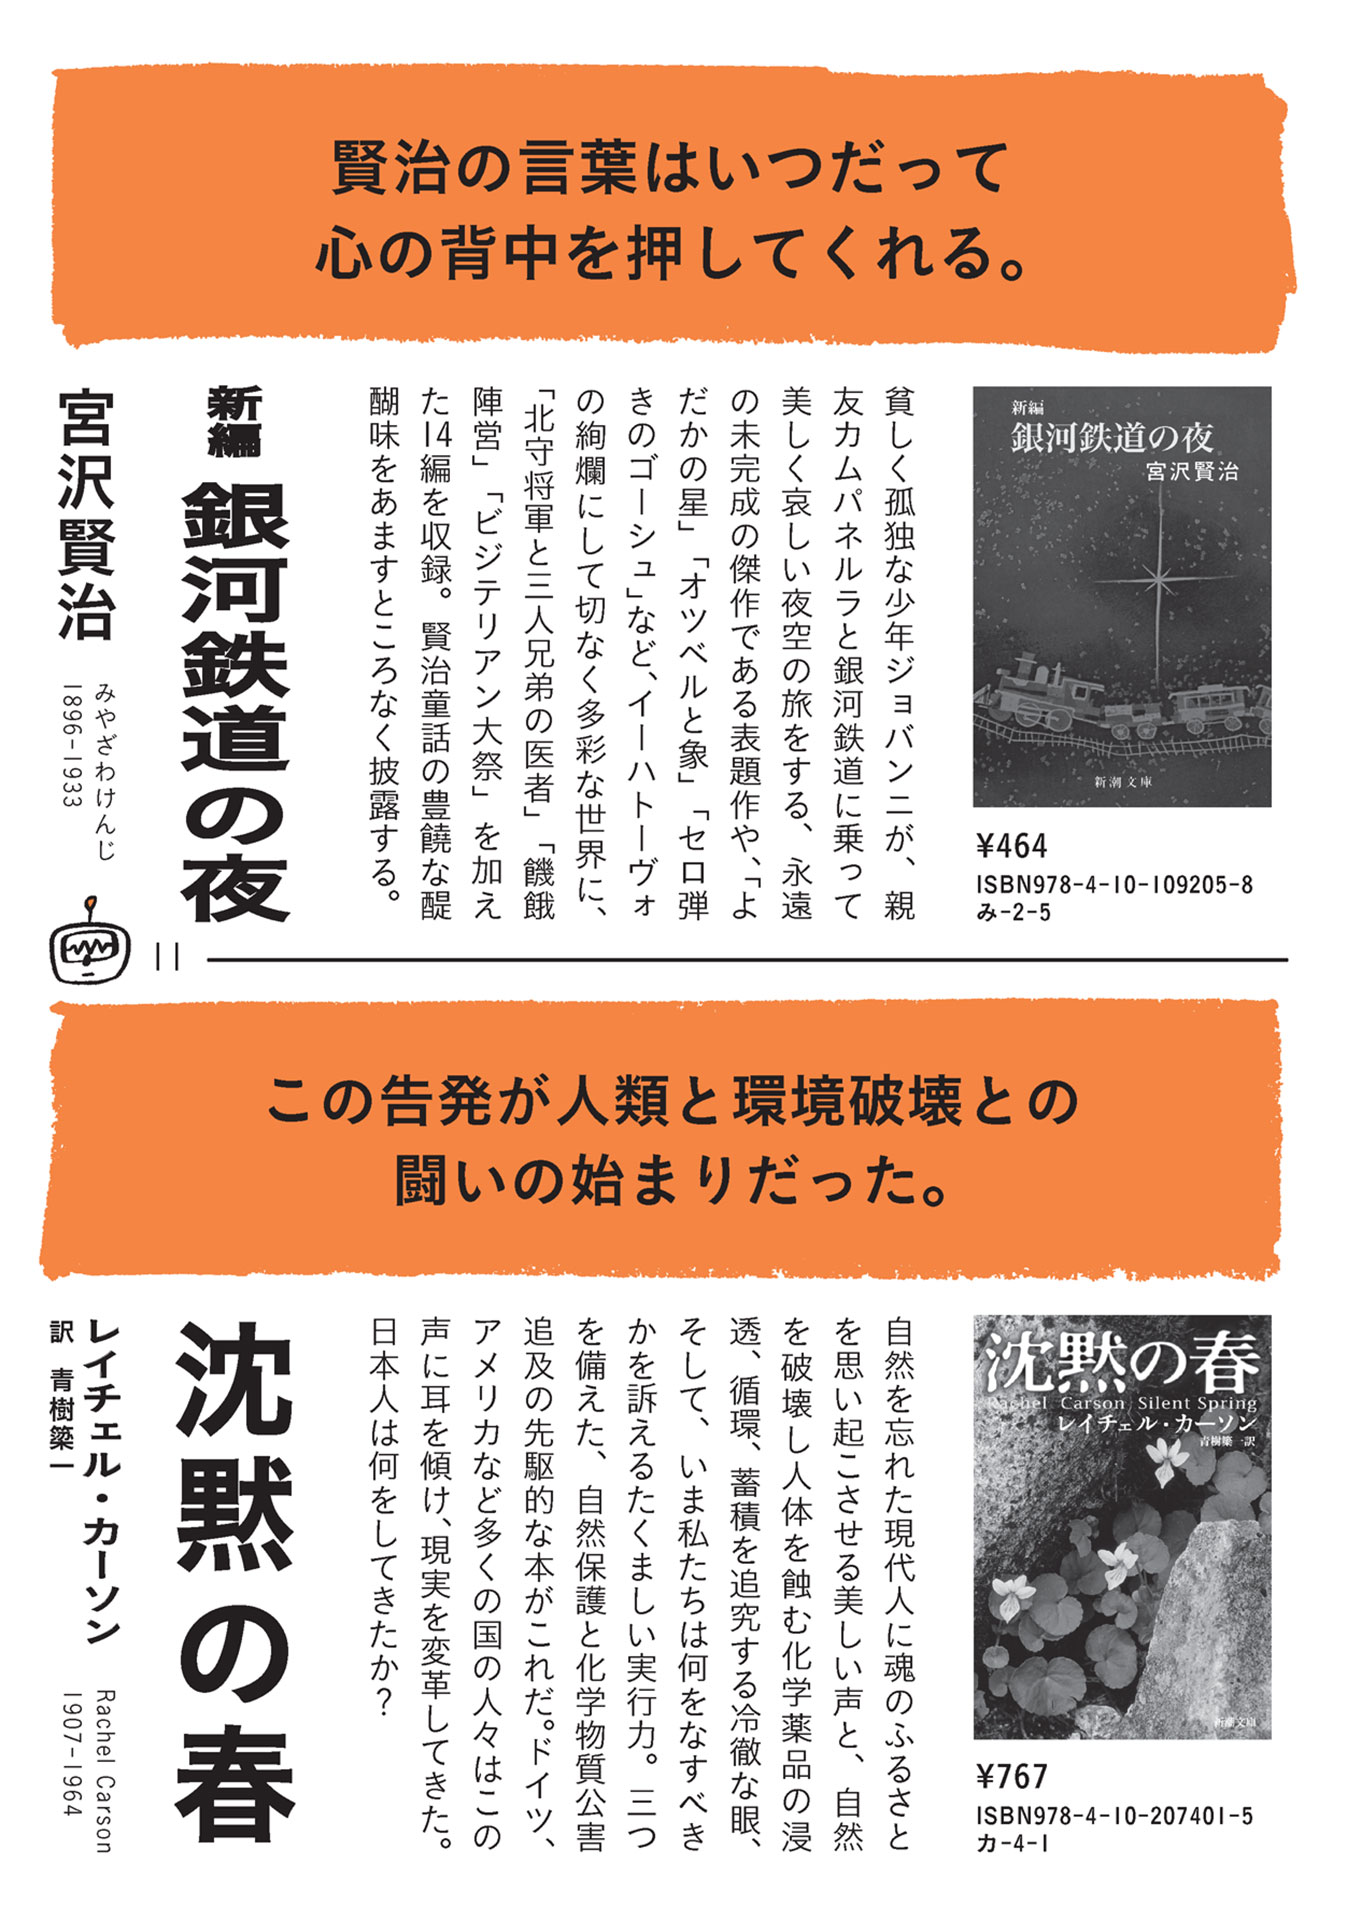 賢治の言葉はいつだって
心の背中を押してくれる。
新編
銀河鉄道の夜
宮沢賢治
新潮文庫
¥464
ISBN978-4-10-109205-8
み-2-5
貧しく孤独な少年ジョバンニが、親
友カムパネルラと銀河鉄道に乗って
美しく哀しい夜空の旅をする、永遠
の未完成の傑作である表題作や、「よ
だかの星」「オツベルと象」「セロ弾
きのゴーシュ」など、イーハトーヴォ
の絢爛にして切なく多彩な世界に、
「北守将軍と三人兄弟の医者」「饑餓
陣営」「ビジテリアン大祭」を加え
た14編を収録。賢治童話の豊饒な醍
醐味をあますところなく披露する。
新編 銀河鉄道の夜
宮沢賢治
みやざわけんじ
1896-1933
11
この告発が人類と環境破壊との
闘いの始まりだった。
沈黙の春
Rachel Carson Silent Spring
レイチェル・カーソン
青樹簗一訳
新潮文庫
¥767
ISBN978-4-10-207401-5
カ-4-1
自然を忘れた現代人に魂のふるさと
を思い起こさせる美しい声と、自然
を破壊し人体を蝕む化学薬品の浸
透、循環、蓄積を追究する冷徹な眼、
そして、いま私たちは何をなすべき
かを訴えるたくましい実行力。三つ
を備えた、自然保護と化学物質公害
追及の先駆的な本がこれだ。ドイツ、
アメリカなど多くの国の人々はこの
声に耳を傾け、現実を変革してきた。
日本人は何をしてきたか?
沈黙の春
レイチェル・カーソン
訳 青樹簗一
Rachel Carson
1907-1964